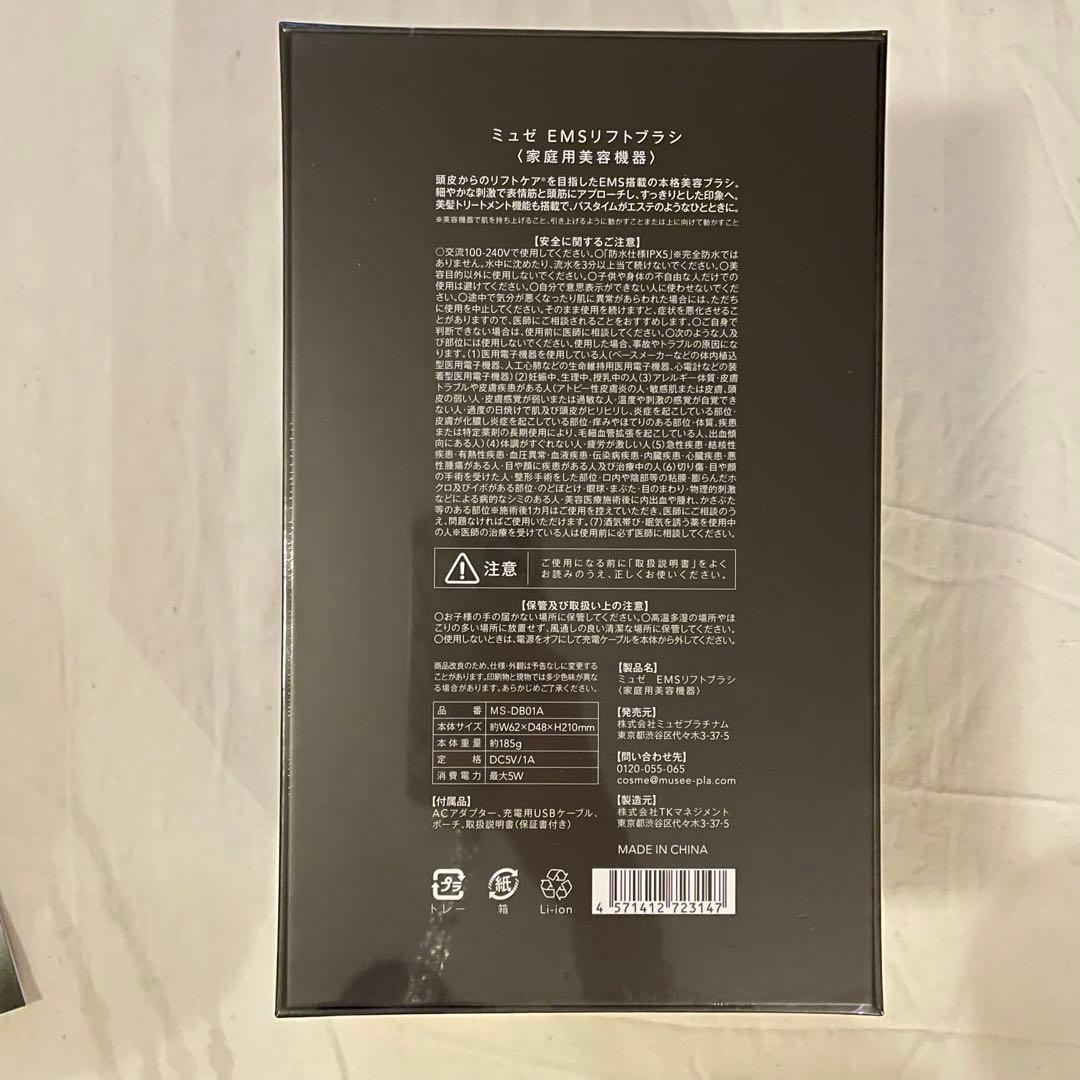 ミュゼ EMSリフトブラシ
〈家庭用美容機器〉
頭皮からのリフトケア※を目指したEMS搭載の本格美容ブラシ。
細やかな刺激で表情筋と頭筋にアプローチし、すっきりとした印象へ。
美髪トリートメント機能も搭載で、バスタイムがエステのようなひとときに。
※美容機器で肌を持ち上げること、引き上げるように動かすことまたは上に向けて動かすこと
【安全に関するご注意】
○交流100-240Vで使用してください。○「防水仕様IPX5」※完全防水では
ありません。水中に沈めたり、流水を3分以上当て続けないでください。○美
容目的以外に使用しないでください。○子供や身体の不自由な人だけでの
使用は避けてください。○自分で意思表示ができない人に使わせないでくだ
さい。○途中で気分が悪くなったり肌に異常があらわれた場合には、ただち
に使用を中止してください。そのまま使用を続けますと、症状を悪化させるこ
とがありますので、医師にご相談されることをおすすめします。○ご自身で
判断できない場合は、使用前に医師に相談してください。○次のような人及
び部位には使用しないでください。使用した場合、事故やトラブルの原因にな
ります。(1)医用電子機器を使用している人(ペースメーカーなどの体内植込
型医用電子機器、人工心肺などの生命維持用医用電子機器、心電計などの装
着型医用電子機器)(2)妊娠中、生理中、授乳中の人(3)アレルギー体質・皮膚
トラブルや皮膚疾患がある人(アトピー性皮膚炎の人・敏感肌または皮膚、頭
皮の弱い人・皮膚感覚が弱いまたは過敏な人・温度や刺激の感覚が自覚でき
ない人・過度の日焼けで肌及び頭皮がヒリヒリし、炎症を起こしている部位・
皮膚が化膿し炎症を起こしている部位・痒みやほてりのある部位・体質、疾患
または特定薬剤の長期使用により、毛細血管拡張を起こしている人、出血傾
向にある人)(4)体調がすぐれない人・疲労が激しい人(5)急性疾患・結核性
疾患・有熱性疾患・血圧異常・血液疾患・伝染病疾患・内臓疾患・心臓疾患・悪
性腫瘍がある人・目や顔に疾患がある人及び治療中の人(6)切り傷・目や顔
の手術を受けた人・整形手術をした部位・口内や陰部等の粘膜・膨らんだホ
クロ及びイボがある部位・のどぼとけ・眼球・まぶた・目のまわり・物理的刺激
などによる病的なシミのある人・美容医療施術後に内出血や腫れ、かさぶた
等のある部位※施術後1カ月はご使用を控えていただき、医師にご相談のう
え、問題なければご使用いただけます。(7)酒気帯び・眠気を誘う薬を使用中
の人※医師の治療を受けている人は使用前に必ず医師に相談してください。
注意
ご使用になる前に「取扱説明書」をよく
お読みのうえ、正しくお使いください。
【保管及び取扱い上の注意】
○お子様の手の届かない場所に保管してください。○高温多湿の場所やほ
こりの多い場所に放置せず、風通しの良い清潔な場所に保管してください。
○使用しないときは、電源をオフにして充電ケーブルを本体から外してください。
商品改良のため、仕様・外観は予告なしに変更する
ことがあります。印刷物と現物では多少色味が異な
る場合があります。あらかじめご了承ください。
品番 MS-DB01A
本体サイズ 約W62×D48×H210mm
本体重量 約185g
定格 DC5V/1A
消費電力 最大5W
【付属品】
ACアダプター、充電用USBケーブル、
ポーチ、取扱説明書(保証書付き)
【製品名】
ミュゼ EMSリフトブラシ
〈家庭用美容機器〉
【発売元】
株式会社ミュゼプラチナム
東京都渋谷区代々木3-37-5
【問い合わせ先】
0120-055-065
cosme@musee-pla.com
【製造元】
株式会社TKマネジメント
東京都渋谷区代々木3-37-5
MADE IN CHINA
プラ
トレー
紙
箱
Li-ion
4 571412 723147